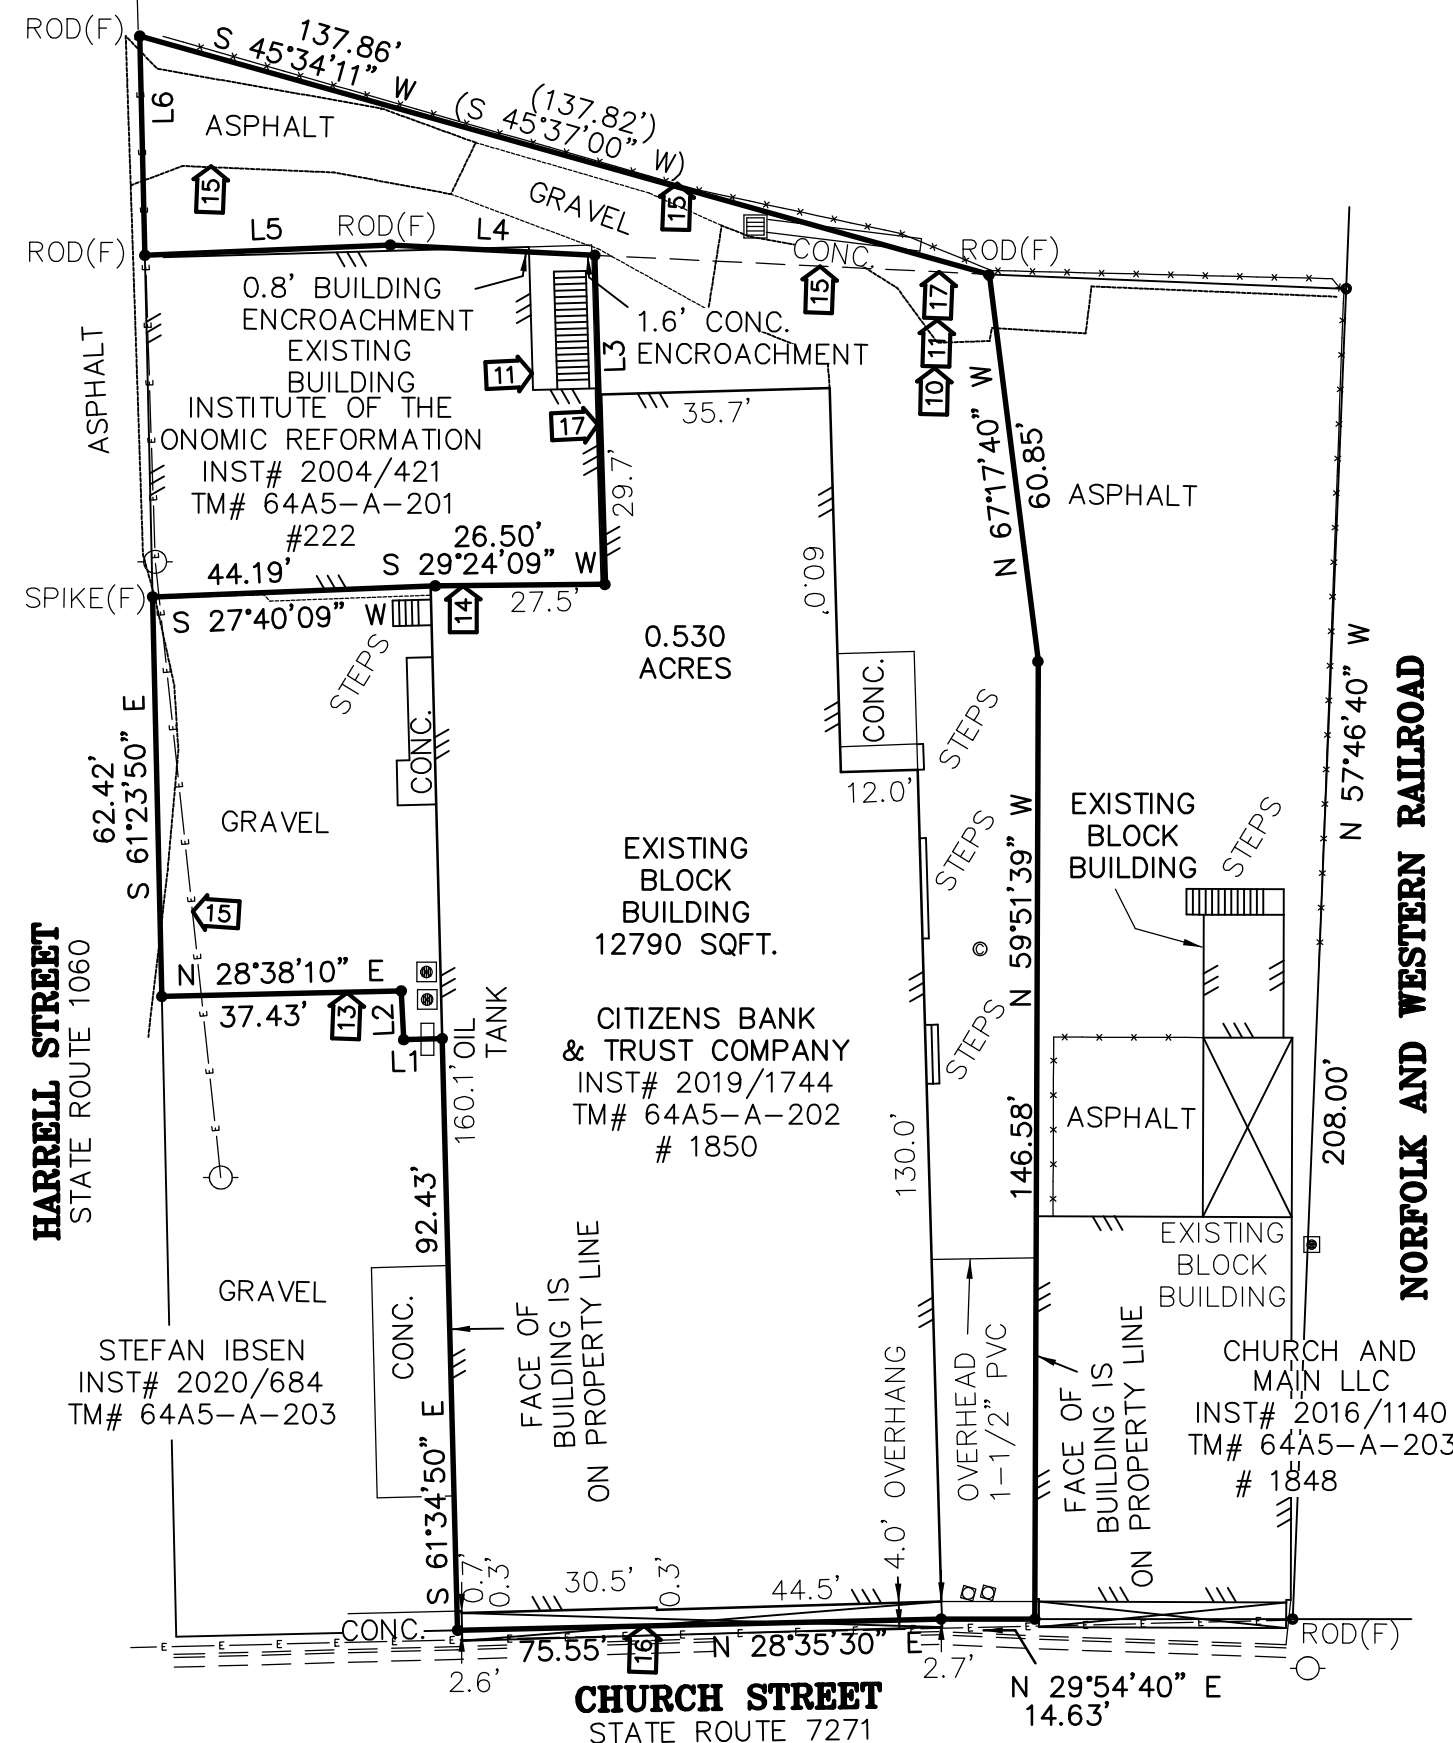 ROD(F)
137.86'
S 45°34'11" W
(137.82')
(S 45°37'00" W)
L6
ASPHALT
15
GRAVEL
15
L5
ROD(F)
L4
CONC.
ROD(F)
ROD(F)
15
17
11
10
0.8' BUILDING
ENCROACHMENT
1.6' CONC.
ENCROACHMENT
EXISTING
BUILDING
11
L3
17
35.7'
ASPHALT
INSTITUTE OF THE
ONOMIC REFORMATION
INST# 2004/421
TM# 64A5-A-201
#222
29.7'
N 67°17'40" W
60.85'
ASPHALT
44.19'
26.50'
S 29°24'09" W
60.0'
SPIKE(F)
S 27°40'09" W
14
27.5'
STEPS
0.530
ACRES
CONC.
CONC.
STEPS
12.0'
62.42'
S 61°23'50" E
GRAVEL
15
EXISTING
BLOCK
BUILDING
12790 SQFT.
STEPS
N 59°51'39" W
146.58'
EXISTING
BLOCK
BUILDING
STEPS
N 57°46'40" W
208.00'
NORFOLK AND WESTERN RAILROAD
HARRELL STREET
STATE ROUTE 1060
N 28°38'10" E
37.43'
13
L2
L1
OIL
TANK
160.1'
CITIZENS BANK
& TRUST COMPANY
INST# 2019/1744
TM# 64A5-A-202
# 1850
©
STEPS
130.0'
ASPHALT
EXISTING
BLOCK
BUILDING
92.43'
S 61°34'50" E
GRAVEL
CONC.
STEFAN IBSEN
INST# 2020/684
TM# 64A5-A-203
FACE OF
BUILDING IS
ON PROPERTY LINE
4.0' OVERHANG
OVERHEAD
1-1/2" PVC
FACE OF
BUILDING IS
ON PROPERTY LINE
CHURCH AND
MAIN LLC
INST# 2016/1140
TM# 64A5-A-203
# 1848
0.7'
0.3'
30.5'
0.3'
44.5'
CONC.
75.55'
16
N 28°35'30" E
2.6'
2.7'
N 29°54'40" E
14.63'
ROD(F)
CHURCH STREET
STATE ROUTE 7271